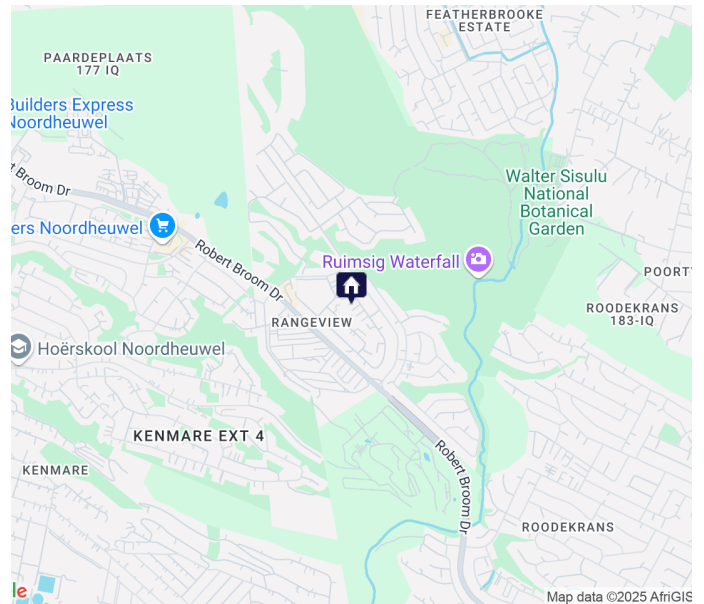 FEATHERBROOKE
ESTATE
PAARDEPLAATS
177 IQ
Builders Express
Noordheuwel
Walter Sisulu
National
Botanical
Garden
t Broom Dr
ers Noordheuwel
Robert Broom Dr
Ruimsig Waterfall
POORT
ROODEKRANS
183-IQ
RANGEVIEW
Hoërskool Noordheuwel
KENMARE EXT 4
Robert Broom Dr
KENMARE
ROODEKRANS
le
Map data ©2025 AfriGIS